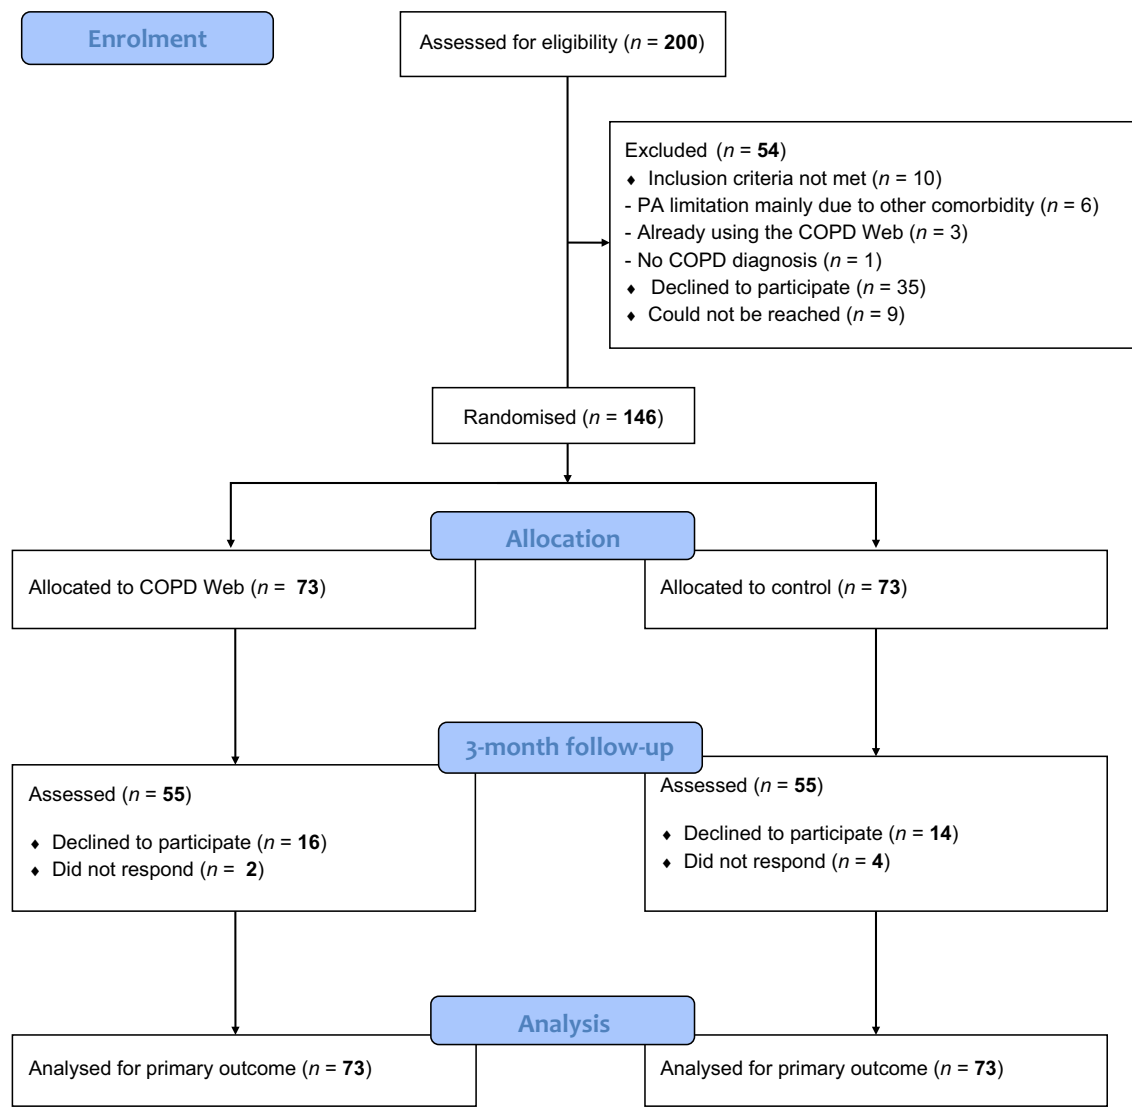 Enrolment
Assessed for eligibility (n = 200)
Excluded (n = 54)
♦ Inclusion criteria not met (n = 10)
- PA limitation mainly due to other comorbidity (n = 6)
- Already using the COPD Web (n = 3)
- No COPD diagnosis (n = 1)
♦ Declined to participate (n = 35)
♦ Could not be reached (n = 9)
Randomised (n = 146)
Allocation
Allocated to COPD Web (n = 73)
Allocated to control (n = 73)
3-month follow-up
Assessed (n = 55)
♦ Declined to participate (n = 16)
♦ Did not respond (n = 2)
Assessed (n = 55)
♦ Declined to participate (n = 14)
♦ Did not respond (n = 4)
Analysis
Analysed for primary outcome (n = 73)
Analysed for primary outcome (n = 73)